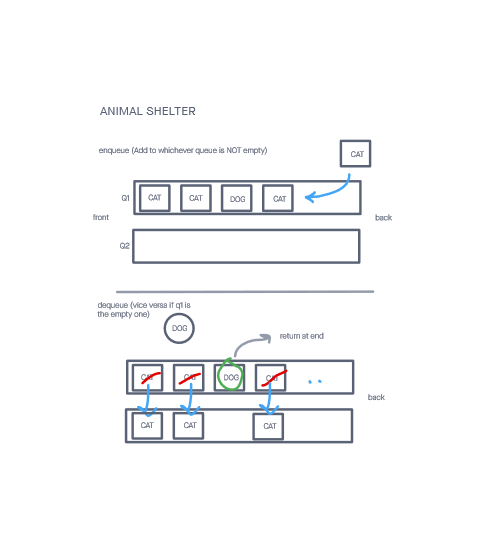 ANIMAL SHELTER
enqueue (Add to whichever queue is NOT empty)
CAT
Q1
CAT CAT DOG CAT
front
back
Q2
dequeue (vice versa if q1 is
the empty one)
DOG
return at end
CAT CAT DOG CAT
back
CAT CAT CAT